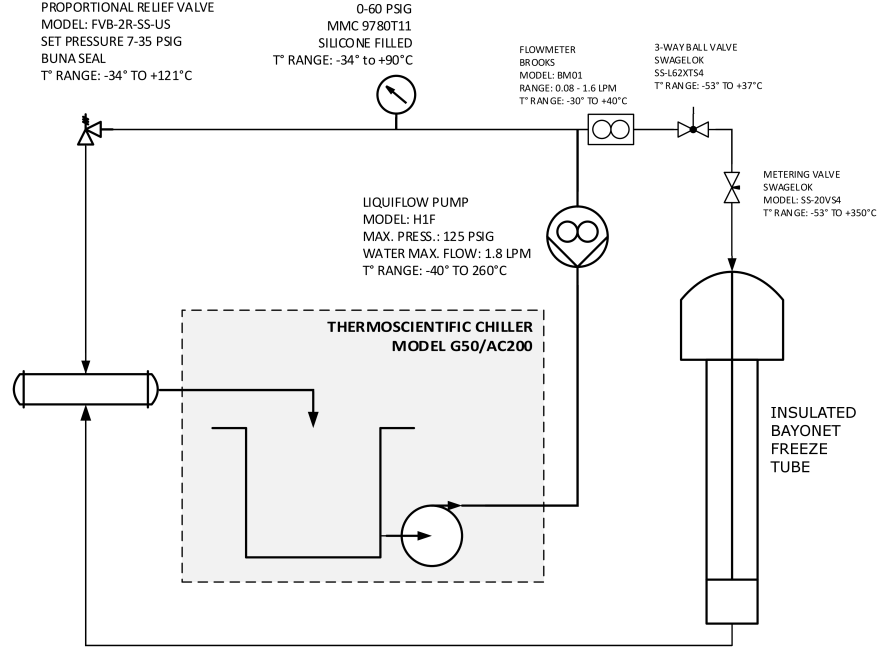 PROPORTIONAL RELIEF VALVE
MODEL: FVB-2R-SS-US
SET PRESSURE 7-35 PSIG
BUNA SEAL
T° RANGE: -34° TO +121°C
0-60 PSIG
MMC 9780T11
SILICONE FILLED
T° RANGE: -34° to +90°C
FLOWMETER
BROOKS
MODEL: BM01
RANGE: 0.08 - 1.6 LPM
T° RANGE: -30° TO +40°C
3-WAY BALL VALVE
SWAGELOK
SS-L62XTS4
T° RANGE: -53° TO +37°C
METERING VALVE
SWAGELOK
MODEL: SS-20VS4
T° RANGE: -53° TO +350°C
LIQUIFLOW PUMP
MODEL: H1F
MAX. PRESS.: 125 PSIG
WATER MAX. FLOW: 1.8 LPM
T° RANGE: -40° TO 260°C
THERMOSCIENTIFIC CHILLER
MODEL G50/AC200
INSULATED
BAYONET
FREEZE
TUBE